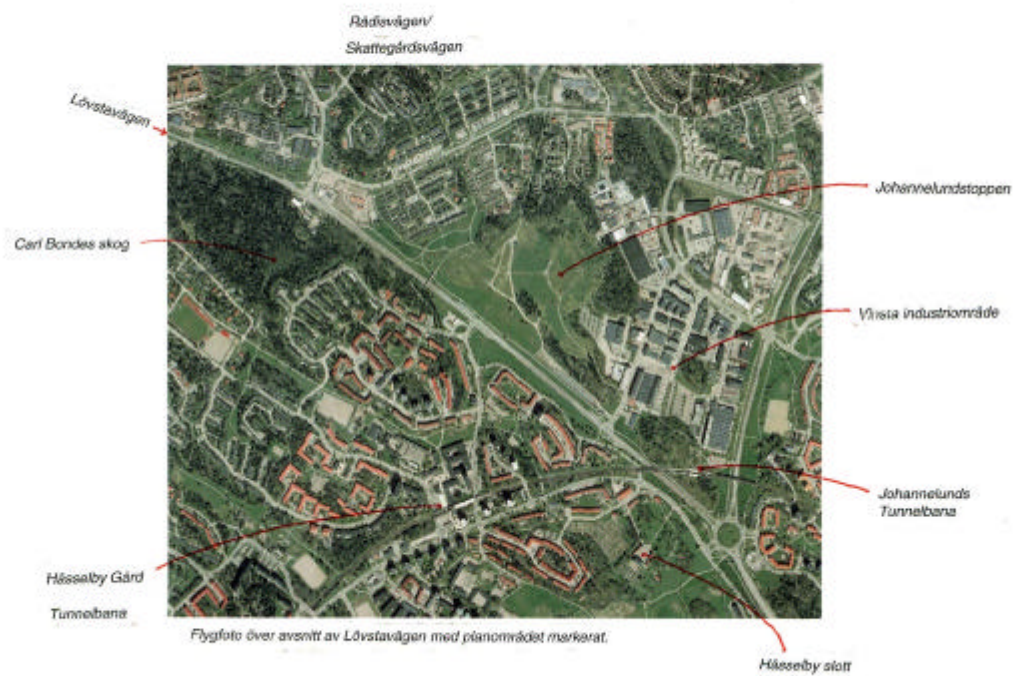 Rådisvägen/
Skattegårdsvägen
Lövstavägen
Johannelundstoppen
Carl Bondes skog
Vinsta industriområde
Johannelunds
Tunnelbana
Hässelby Gård
Tunnelbana
Flygfoto över avsnitt av Lövstavägen med planområdet markerat.
Hässelby slott